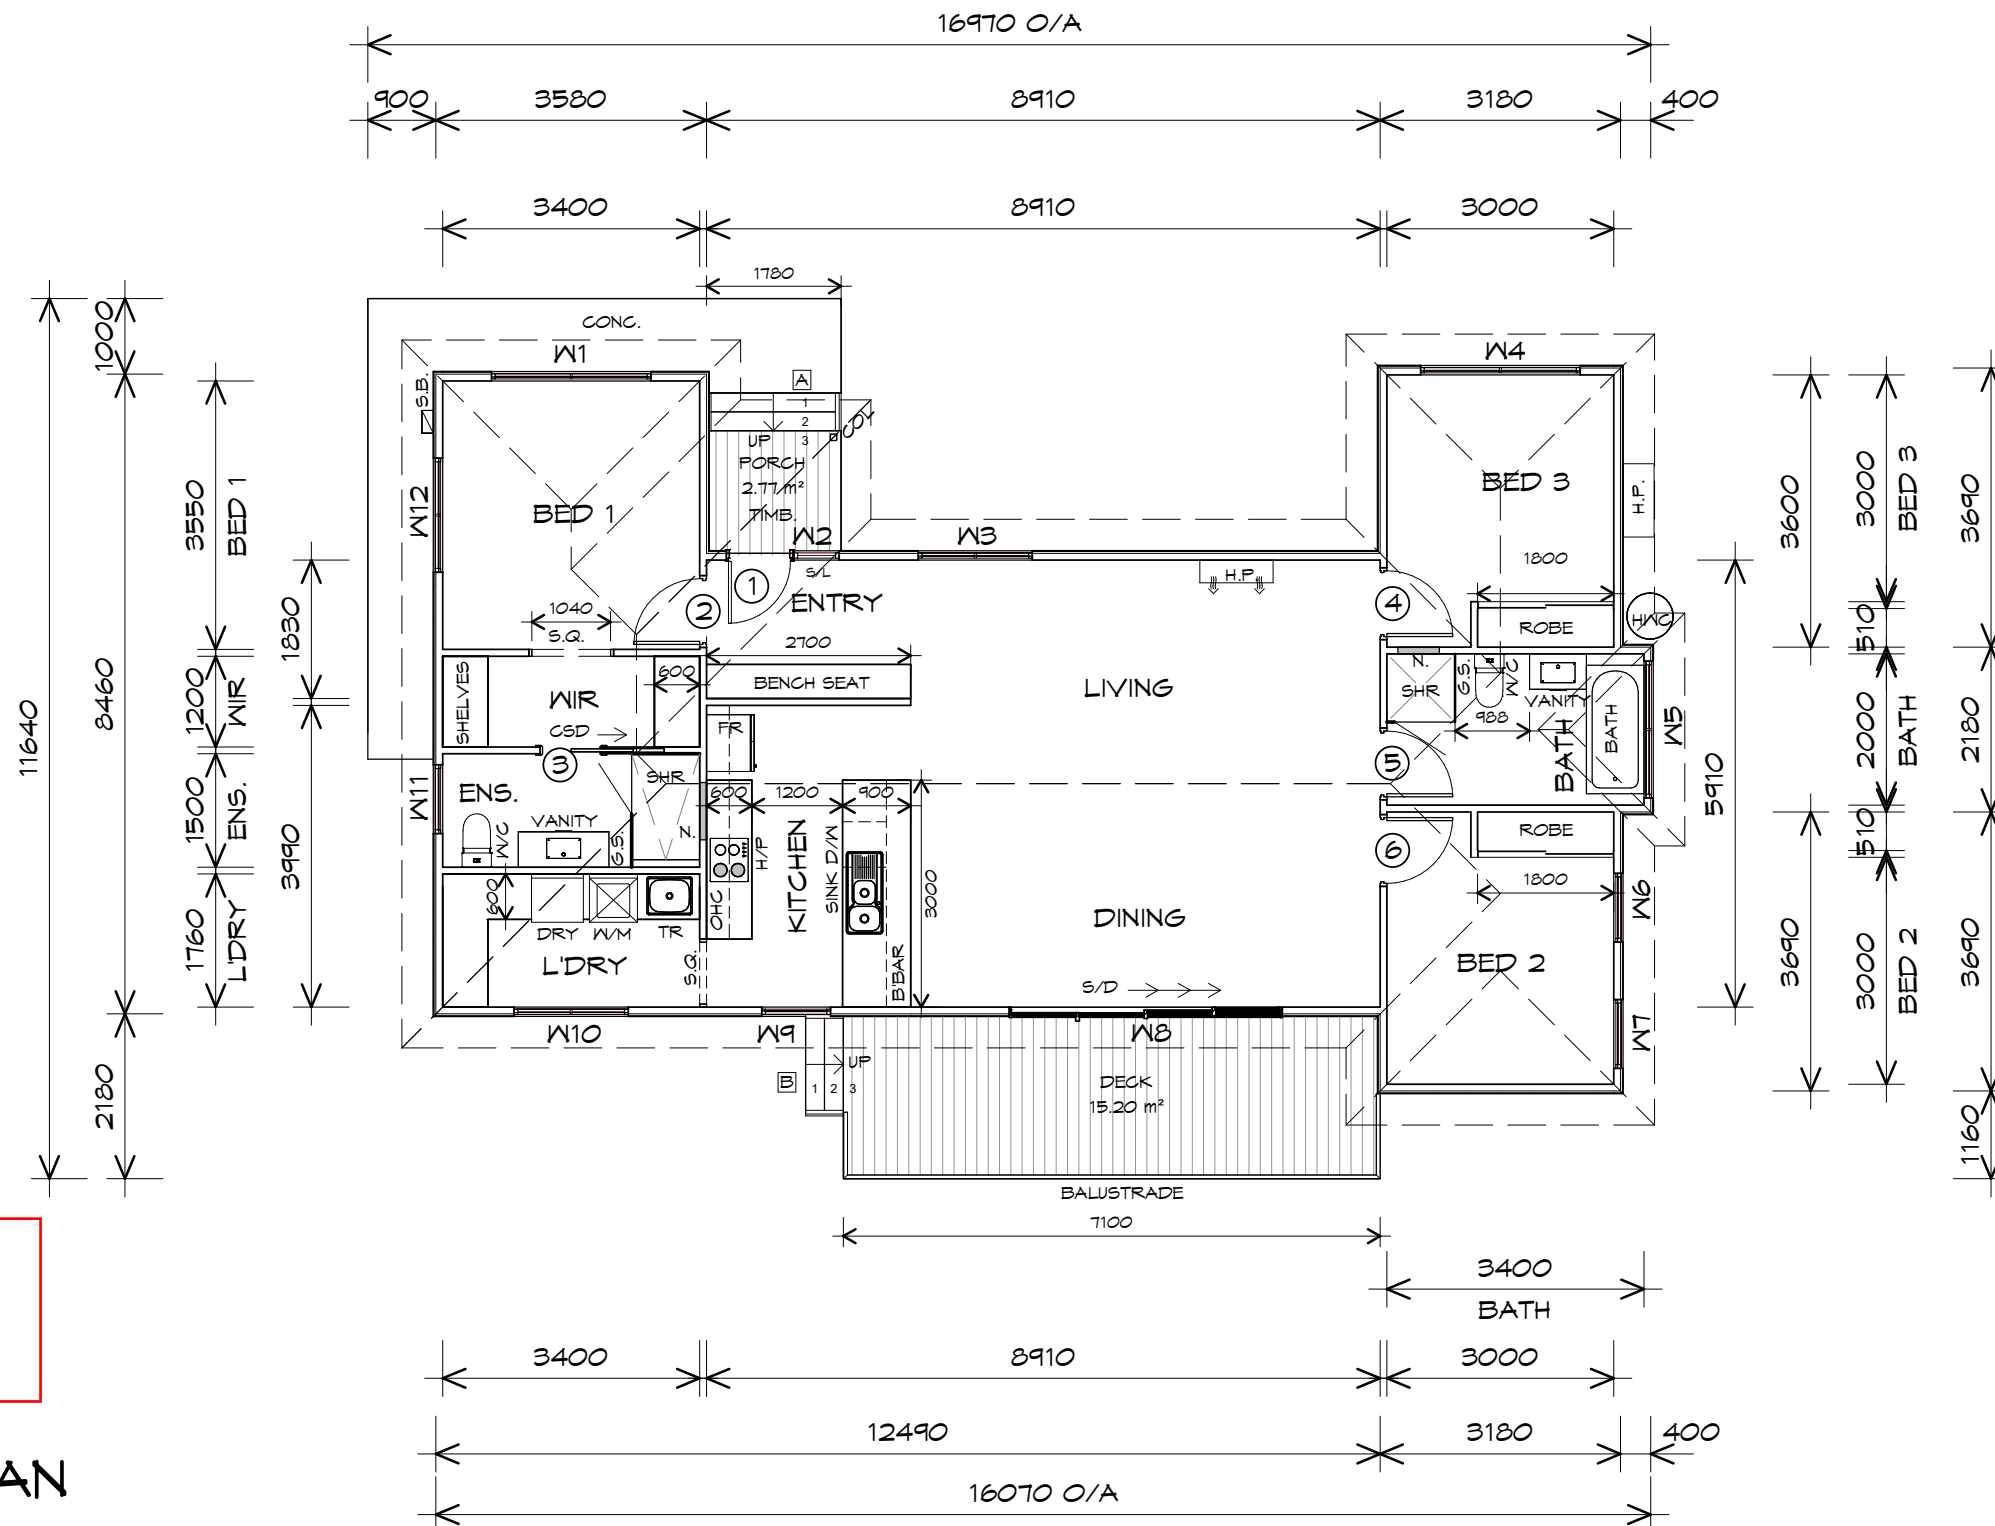 16970 O/A
900 3580 8910 3180 400
3400 8910 3000
1780
CONC.
W1
W4
A
S.B.
1
2
3
UP
COL
PORCH
2.77 m²
TIMB.
BED 1
W12
W2
W3
S/L
ENTRY
H.P
BED 3
H.P.
1800
1
2
4
1040
S.Q.
2700
BENCH SEAT
ROBE
HWC
SHELVES
WIR
600
CSD
FR
LIVING
N.
SHR
G.S.
W/C
988
VANITY
BATH
BATH
W5
3
5
W11
ENS.
SHR
N.
VANITY
W/C
G.S.
600 1200 900
H/P
OHC
KITCHEN
SINK D/W
B'BAR
3000
ROBE
6
1800
W6
BED 2
W7
600
DRY W/M TR
L'DRY
S.Q.
DINING
S/D
W10
W9
W8
UP
B
1 2 3
DECK
15.20 m²
BALUSTRADE
7100
11640
1000
8460
2180
3550
BED 1
1200
WIR
1500
ENS.
1760
L'DRY
1830
3990
5910
3600
3690
3000
BED 3
510
2000
BATH
510
3000
BED 2
3690
2180
3690
1160
3400
BATH
3400 8910 3000
12490 3180 400
16070 O/A
AN